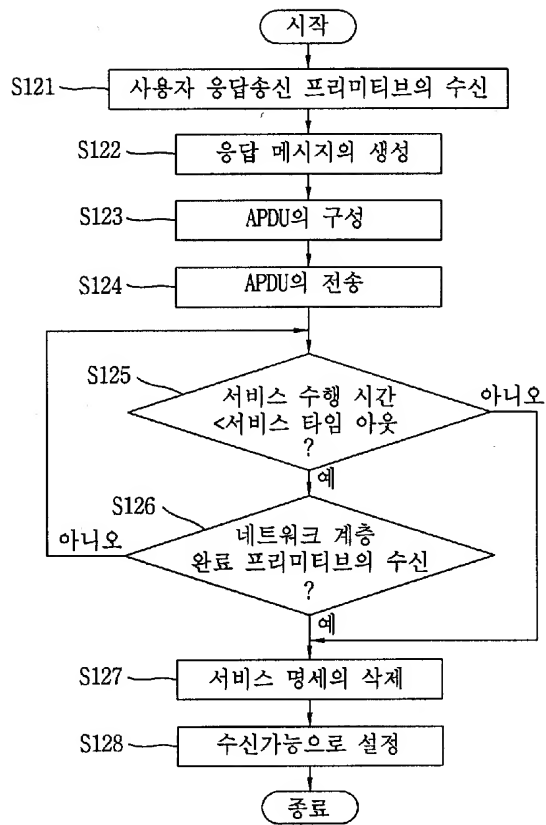 시작
S121
사용자 응답송신 프리미티브의 수신
S122
응답 메시지의 생성
S123
APDU의 구성
S124
APDU의 전송
S125
서비스 수행 시간
<서비스 타임 아웃
?
아니오
예
S126
네트워크 계층
완료 프리미티브의 수신
?
아니오
예
S127
서비스 명세의 삭제
S128
수신가능으로 설정
종료